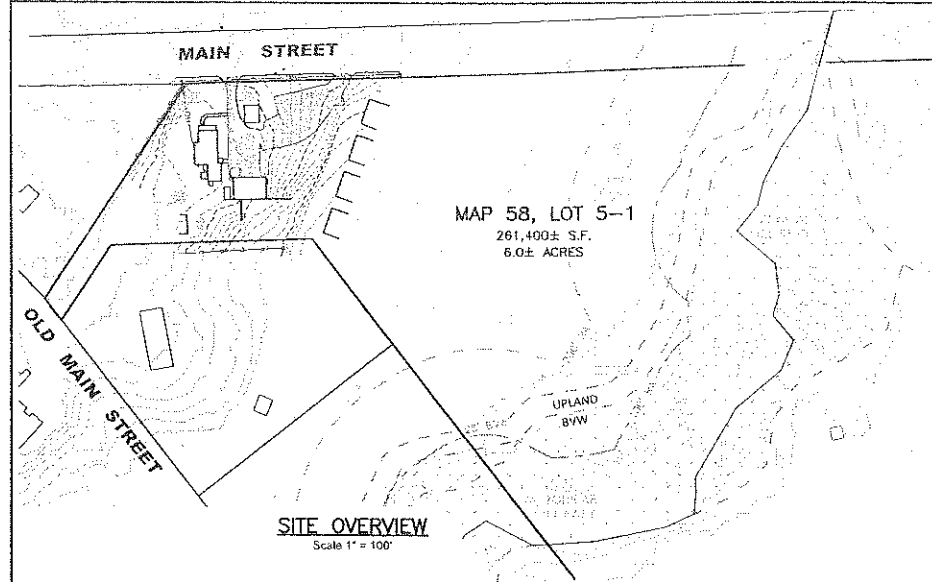 MAIN STREET
MAP 58, LOT 5-1
261,400± S.F.
6.0± ACRES
OLD MAIN STREET
UPLAND
BVW
SITE OVERVIEW
Scale 1" = 100'